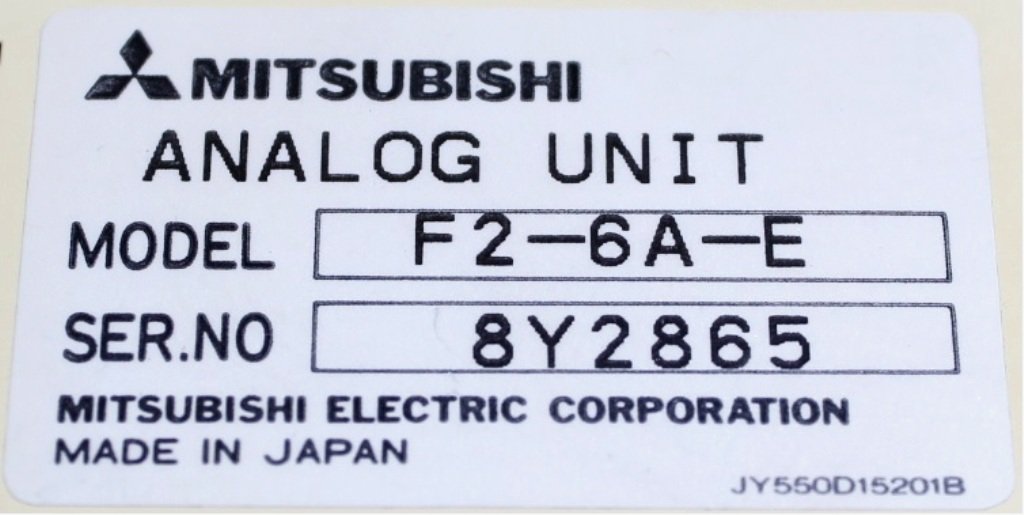 MITSUBISHI
ANALOG UNIT
MODEL F2-6A-E
SER.NO 8Y2865
MITSUBISHI ELECTRIC CORPORATION
MADE IN JAPAN
JY550D15201B